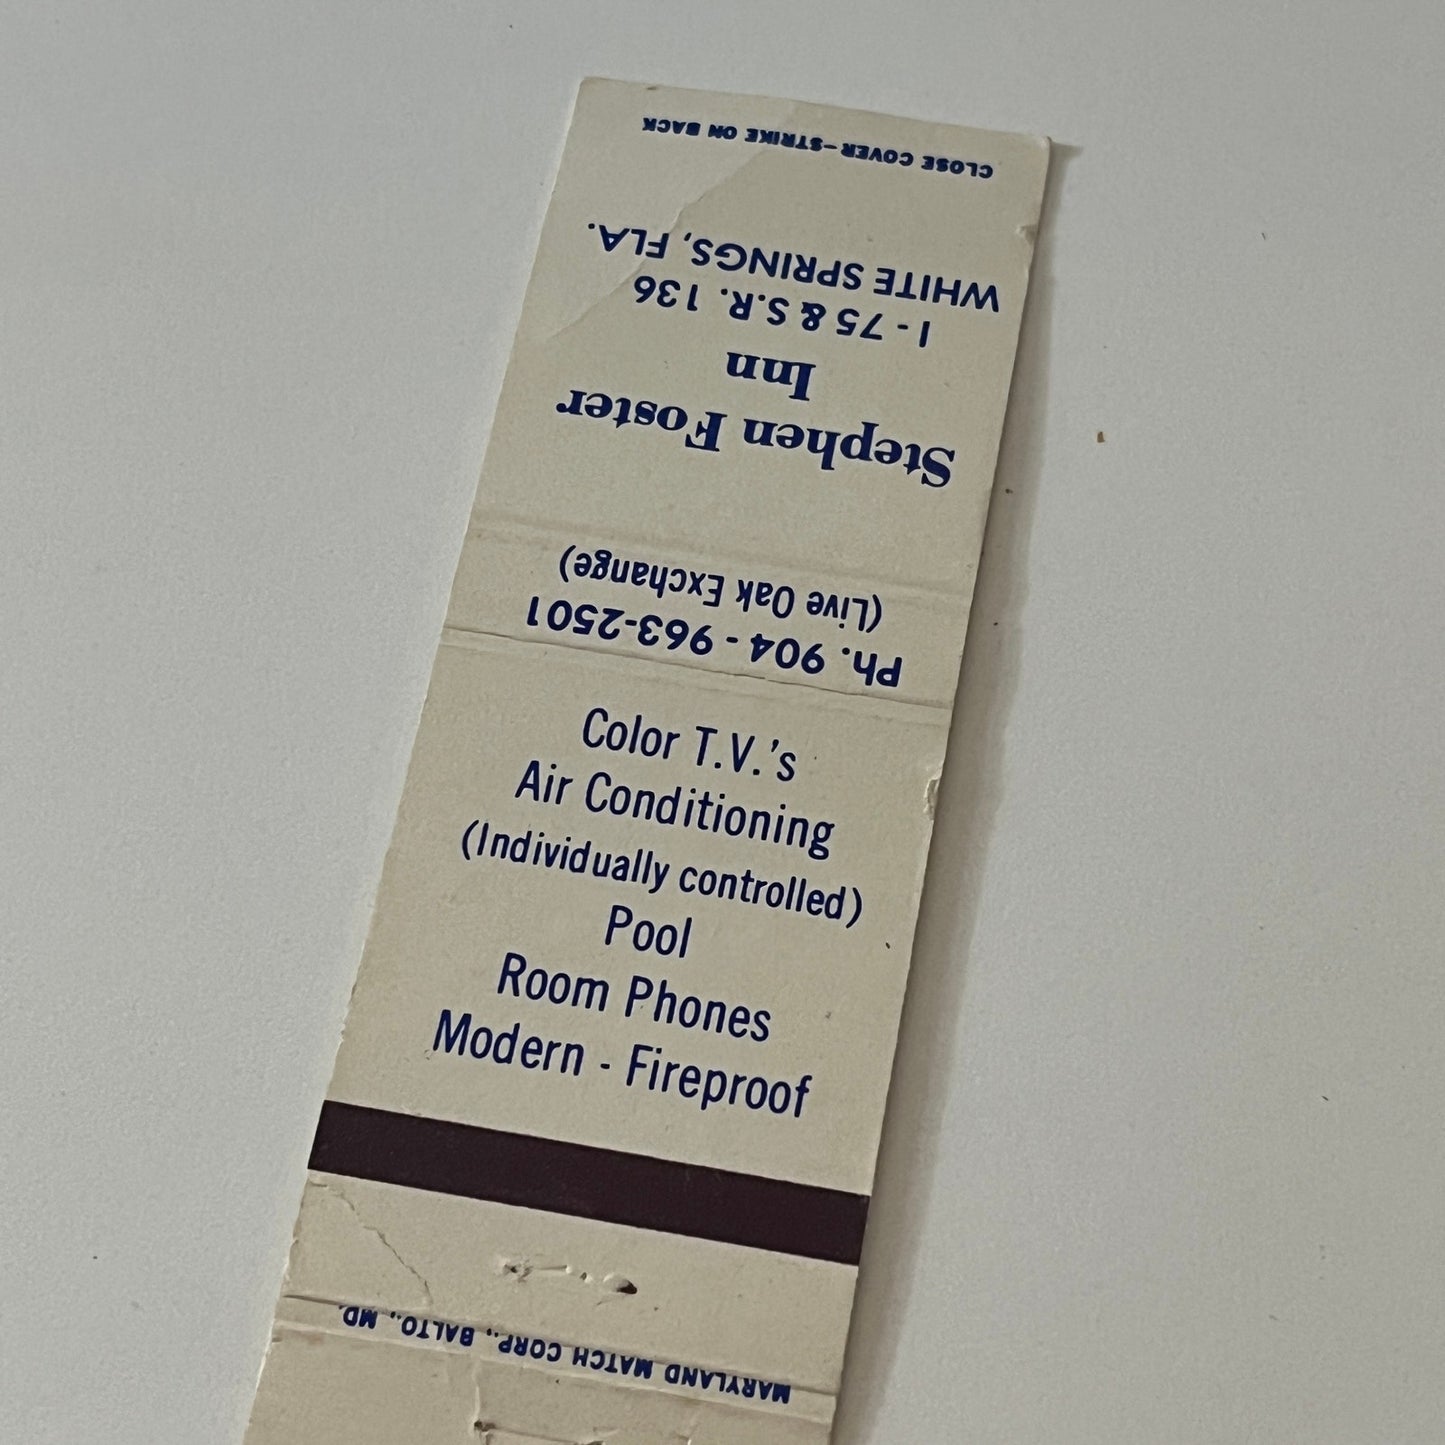 CLOSE COVER-STRIKE ON BACK
Stephen Foster
Inn
I - 75 & S.R. 136
WHITE SPRINGS, FLA.
Ph. 904 - 963-2501
(Live Oak Exchange)
Color T.V.'s
Air Conditioning
(Individually controlled)
Pool
Room Phones
Modern - Fireproof
MARYLAND MATCH CORP., BALTO., MD.